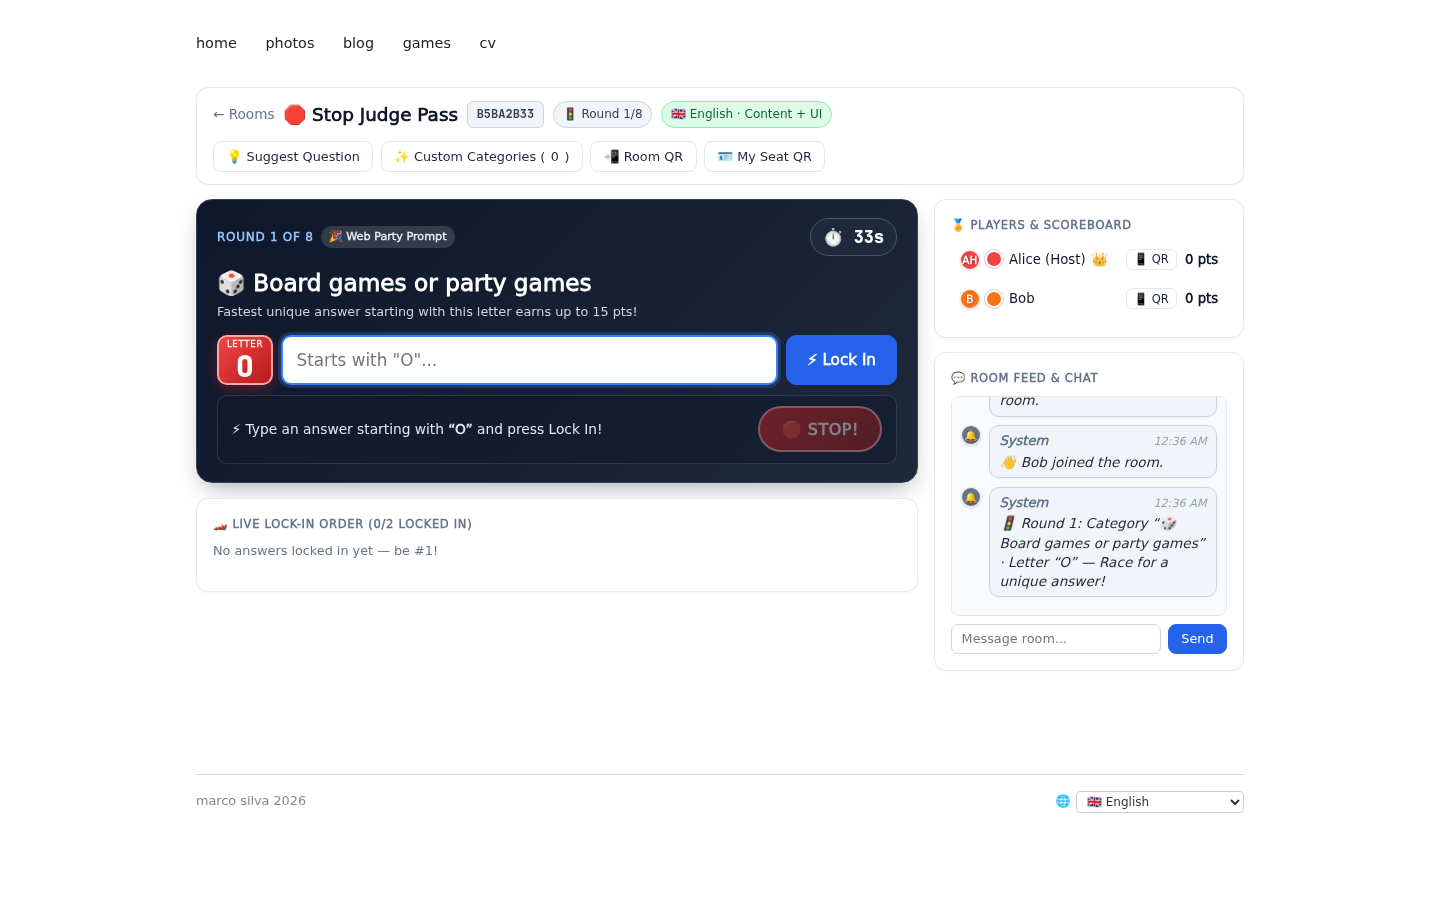 home photos blog games cv
← Rooms 🛑 Stop Judge Pass B5BA2B33 🚦 Round 1/8 🇬🇧 English · Content + UI
💡 Suggest Question ✨ Custom Categories ( 0 ) 📲 Room QR 🪪 My Seat QR
ROUND 1 OF 8 🎉 Web Party Prompt ⏱️ 33s
🎲 Board games or party games
Fastest unique answer starting with this letter earns up to 15 pts!
LETTER
O
Starts with "O"...
⚡ Lock In
⚡ Type an answer starting with “O” and press Lock In!
🛑 STOP!
🏎️ LIVE LOCK-IN ORDER (0/2 LOCKED IN)
No answers locked in yet — be #1!
🏅 PLAYERS & SCOREBOARD
AH Alice (Host) 👑 📱 QR 0 pts
B Bob 📱 QR 0 pts
💬 ROOM FEED & CHAT
room.
🔔 System 12:36 AM
👋 Bob joined the room.
🔔 System 12:36 AM
🚦 Round 1: Category “🎲
Board games or party games”
· Letter “O” — Race for a
unique answer!
Message room...
Send
marco silva 2026
🌐 🇬🇧 English